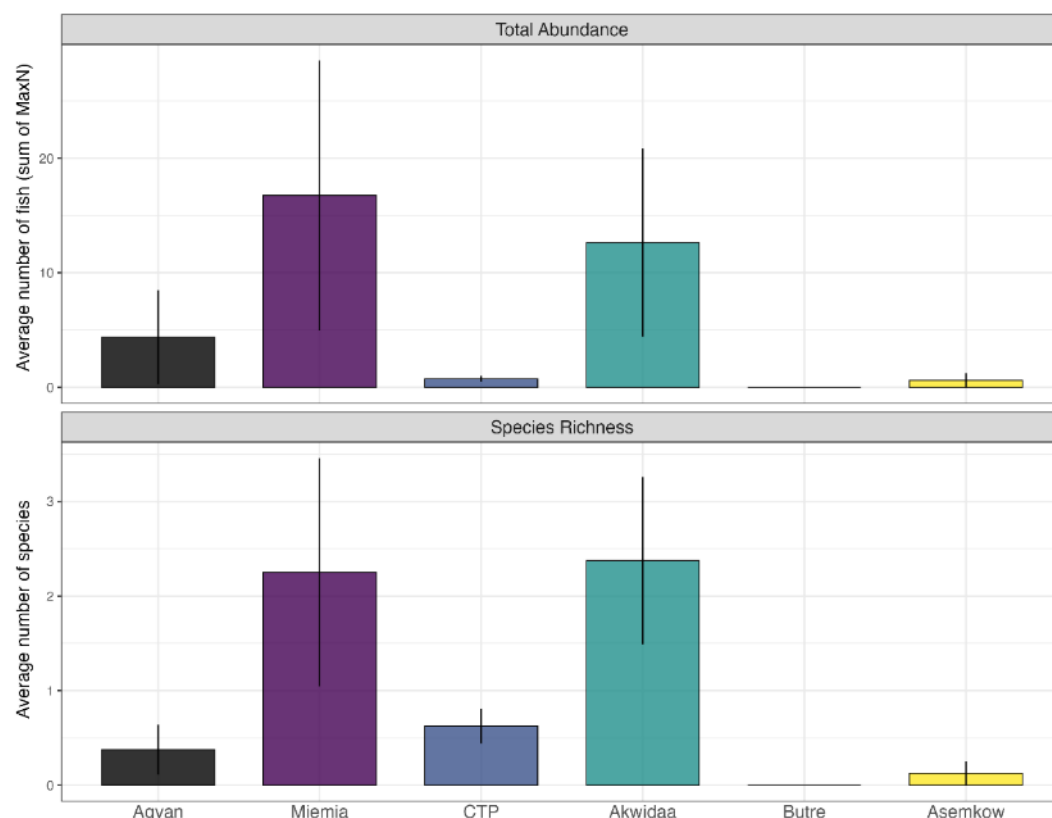 Total Abundance
Average number of fish (sum of MaxN)
20
10
0
Species Richness
Average number of species
3
2
1
0
Agyan Miemia CTP Akwidaa Butre Asemkow